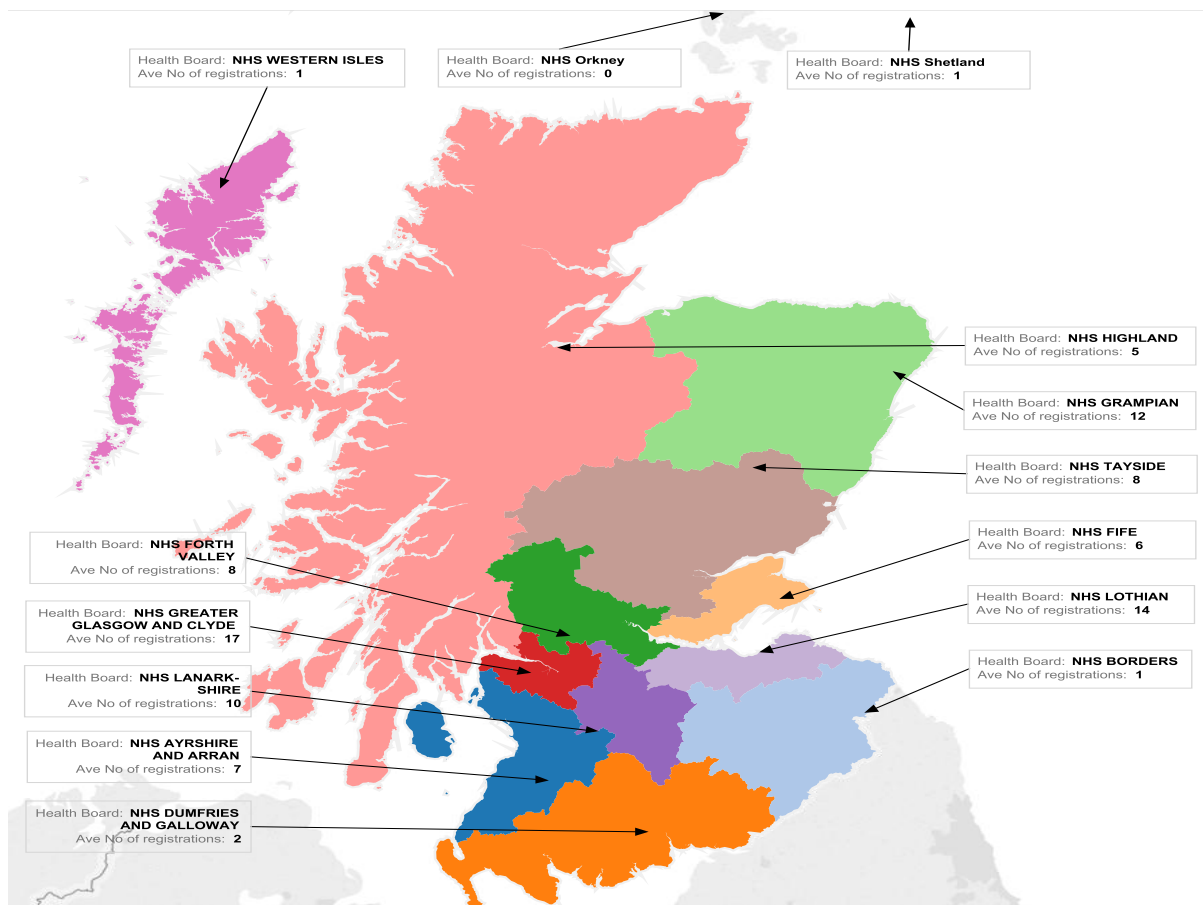 Health Board: NHS WESTERN ISLES
Ave No of registrations: 1
Health Board: NHS Orkney
Ave No of registrations: 0
Health Board: NHS Shetland
Ave No of registrations: 1
Health Board: NHS HIGHLAND
Ave No of registrations: 5
Health Board: NHS GRAMPIAN
Ave No of registrations: 12
Health Board: NHS TAYSIDE
Ave No of registrations: 8
Health Board: NHS FIFE
Ave No of registrations: 6
Health Board: NHS LOTHIAN
Ave No of registrations: 14
Health Board: NHS BORDERS
Ave No of registrations: 1
Health Board: NHS FORTH
VALLEY
Ave No of registrations: 8
Health Board: NHS GREATER
GLASGOW AND CLYDE
Ave No of registrations: 17
Health Board: NHS LANARK-
SHIRE
Ave No of registrations: 10
Health Board: NHS AYRSHIRE
AND ARRAN
Ave No of registrations: 7
Health Board: NHS DUMFRIES
AND GALLOWAY
Ave No of registrations: 2